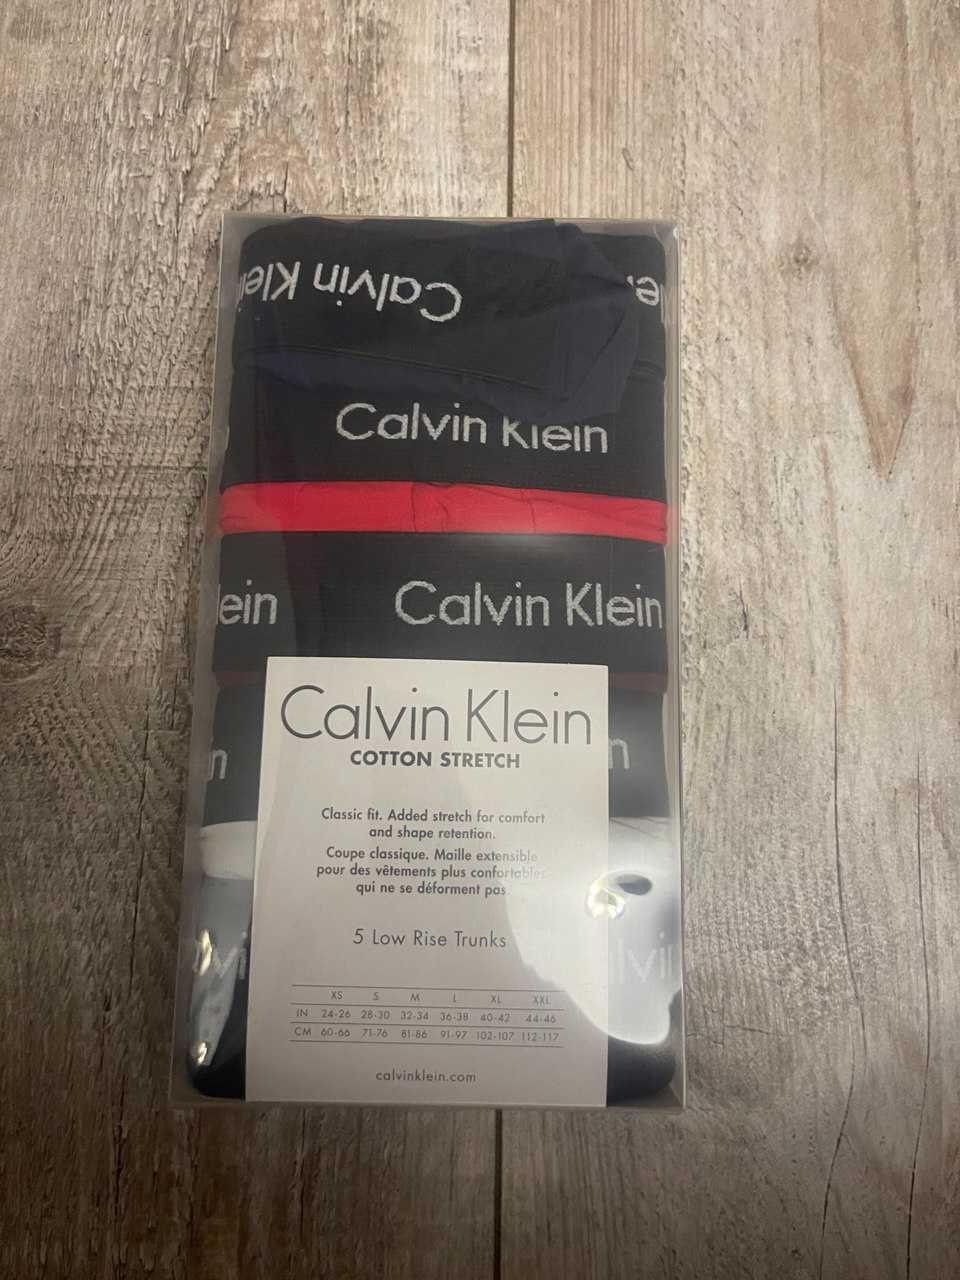 Calvin Klei
Calvin Klein
ein
Calvin Klein
Calvin Klein
COTTON STRETCH
n
n
Classic fit. Added stretch for comfort
and shape retention.
Coupe classique. Maille extensible
pour des vêtements plus confortables
qui ne se déforment pas.
5 Low Rise Trunks
XS S M L XL XXL
IN 24-26 28-30 32-34 36-38 40-42 44-46
CM 60-66 71-76 81-86 91-97 102-107 112-117
calvinklein.com